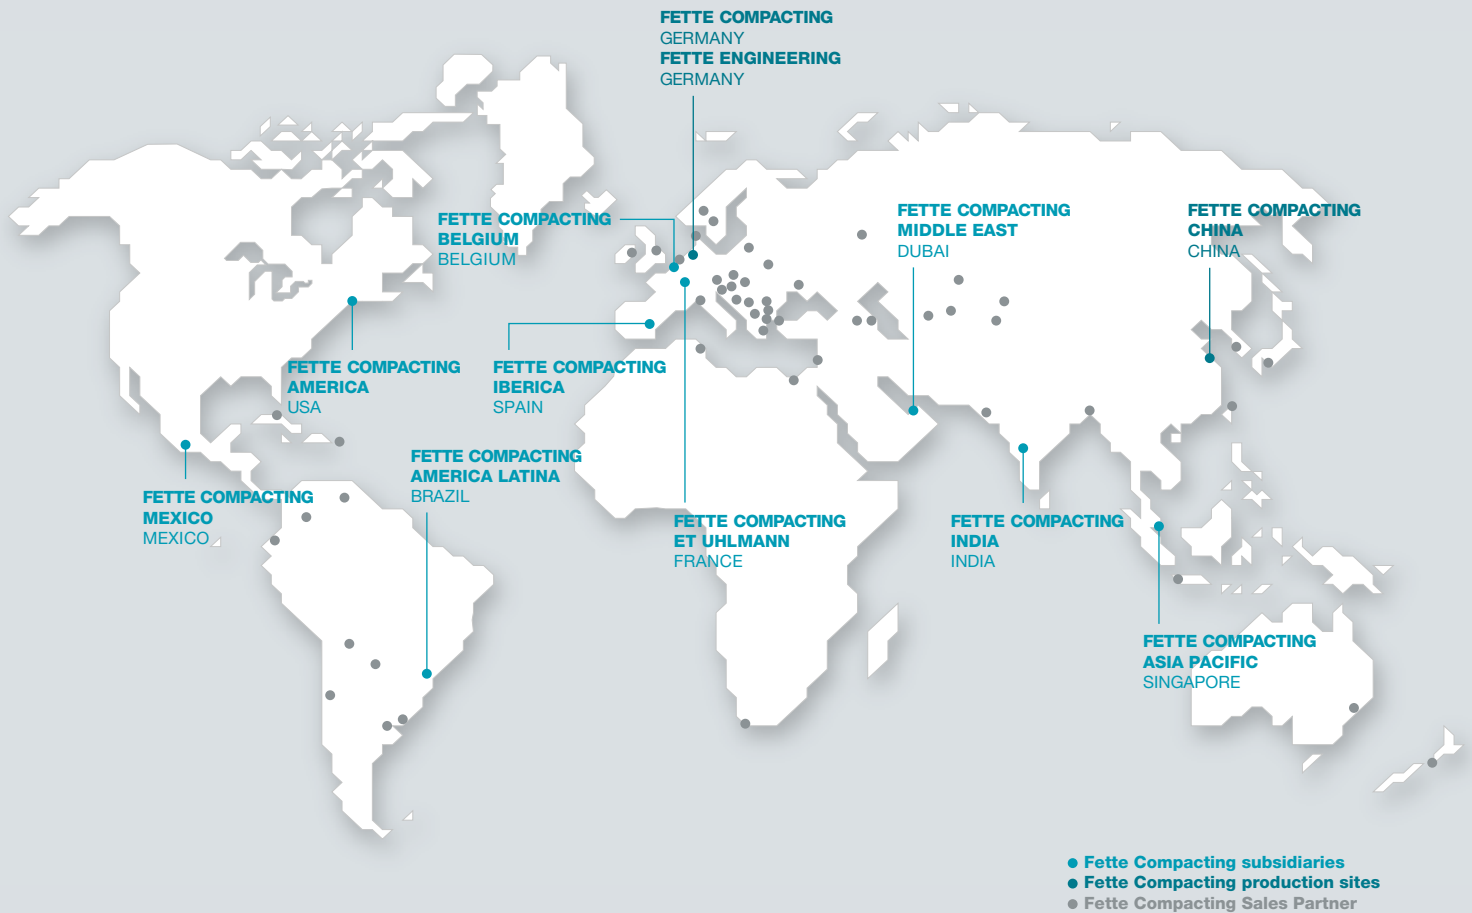 FETTE COMPACTING
GERMANY
FETTE ENGINEERING
GERMANY
FETTE COMPACTING
BELGIUM
BELGIUM
FETTE COMPACTING
MIDDLE EAST
DUBAI
FETTE COMPACTING
CHINA
CHINA
FETTE COMPACTING
AMERICA
USA
FETTE COMPACTING
IBERICA
SPAIN
FETTE COMPACTING
AMERICA LATINA
BRAZIL
FETTE COMPACTING
MEXICO
MEXICO
FETTE COMPACTING
ET UHLMANN
FRANCE
FETTE COMPACTING
INDIA
INDIA
FETTE COMPACTING
ASIA PACIFIC
SINGAPORE
Fette Compacting subsidiaries
Fette Compacting production sites
Fette Compacting Sales Partner